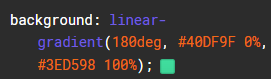 background: linear-
gradient(180deg, #40DF9F 0%,
#3ED598 100%);